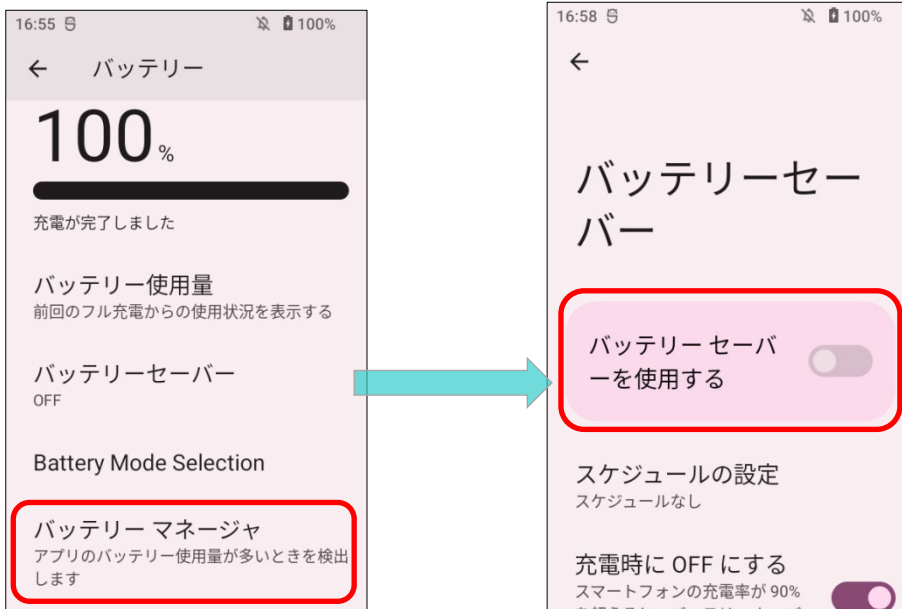 16:55
100%
← バッテリー
100%
充電が完了しました
バッテリー使用量
前回のフル充電からの使用状況を表示する
バッテリーセーバー
OFF
Battery Mode Selection
バッテリー マネージャ
アプリのバッテリー使用量が多いときを検出
します
16:58
100%
←
バッテリーセー
バー
バッテリー セーバ
ーを使用する
スケジュールの設定
スケジュールなし
充電時に OFF にする
スマートフォンの充電率が 90%